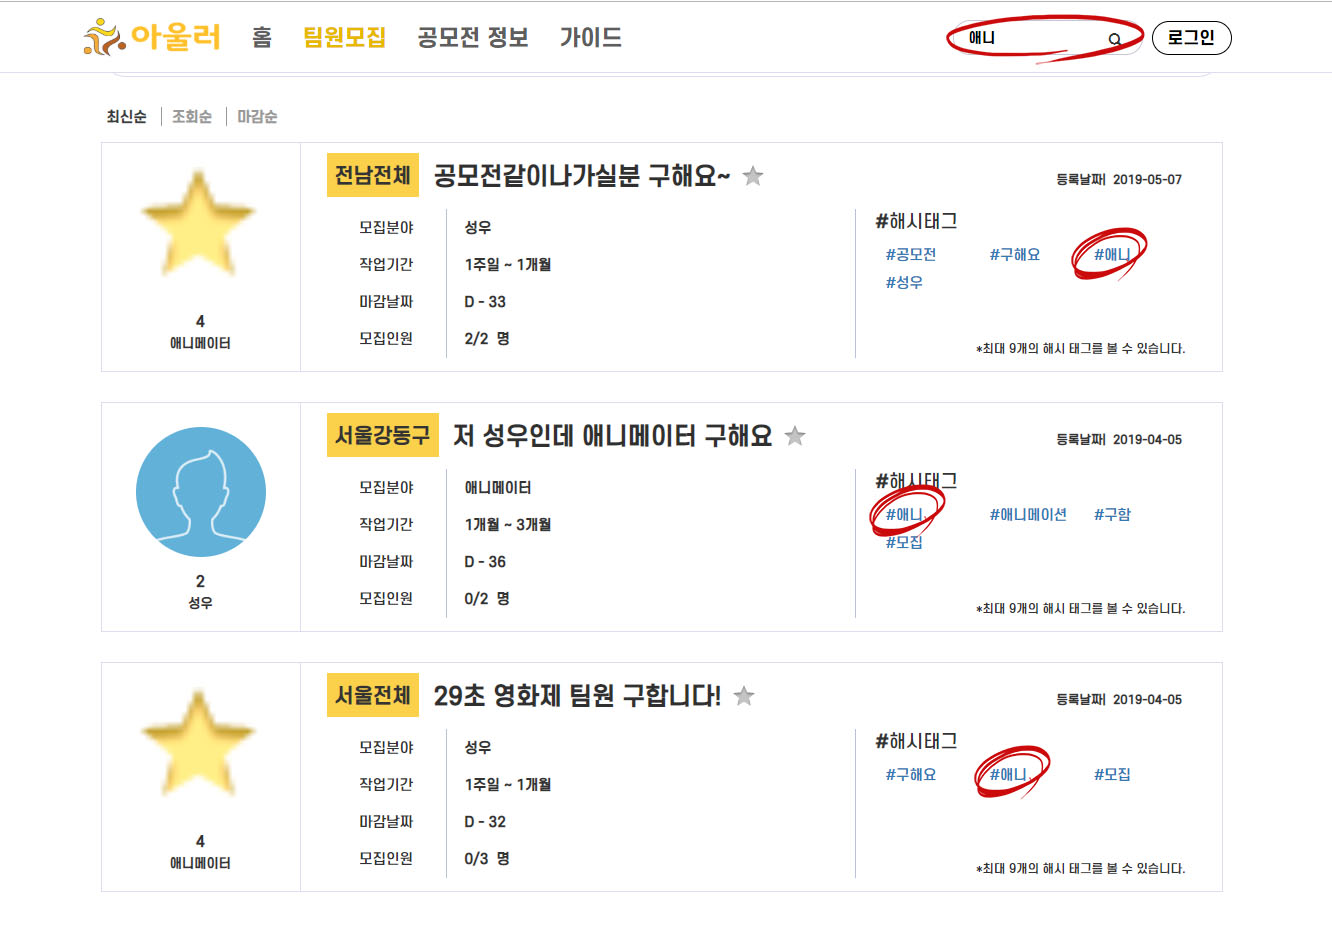 아울러 홈 팀원모집 공모전 정보 가이드 애니 로그인
최신순 조회순 마감순
4
애니메이터
전남전체 공모전같이나가실분 구해요~ 등록날짜| 2019-05-07
모집분야 성우
작업기간 1주일 ~ 1개월
마감날짜 D - 33
모집인원 2/2 명
#해시태그
#공모전 #구해요 #애니
#성우
*최대 9개의 해시 태그를 볼 수 있습니다.
2
성우
서울강동구 저 성우인데 애니메이터 구해요 등록날짜| 2019-04-05
모집분야 애니메이터
작업기간 1개월 ~ 3개월
마감날짜 D - 36
모집인원 0/2 명
#해시태그
#애니 #애니메이션 #구함
#모집
*최대 9개의 해시 태그를 볼 수 있습니다.
4
애니메이터
서울전체 29초 영화제 팀원 구합니다! 등록날짜| 2019-04-05
모집분야 성우
작업기간 1주일 ~ 1개월
마감날짜 D - 32
모집인원 0/3 명
#해시태그
#구해요 #애니 #모집
*최대 9개의 해시 태그를 볼 수 있습니다.